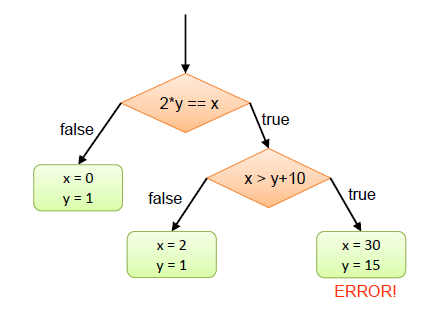 2*y == x
false
true
x = 0
y = 1
x > y+10
false
true
x = 2
y = 1
x = 30
y = 15
ERROR!